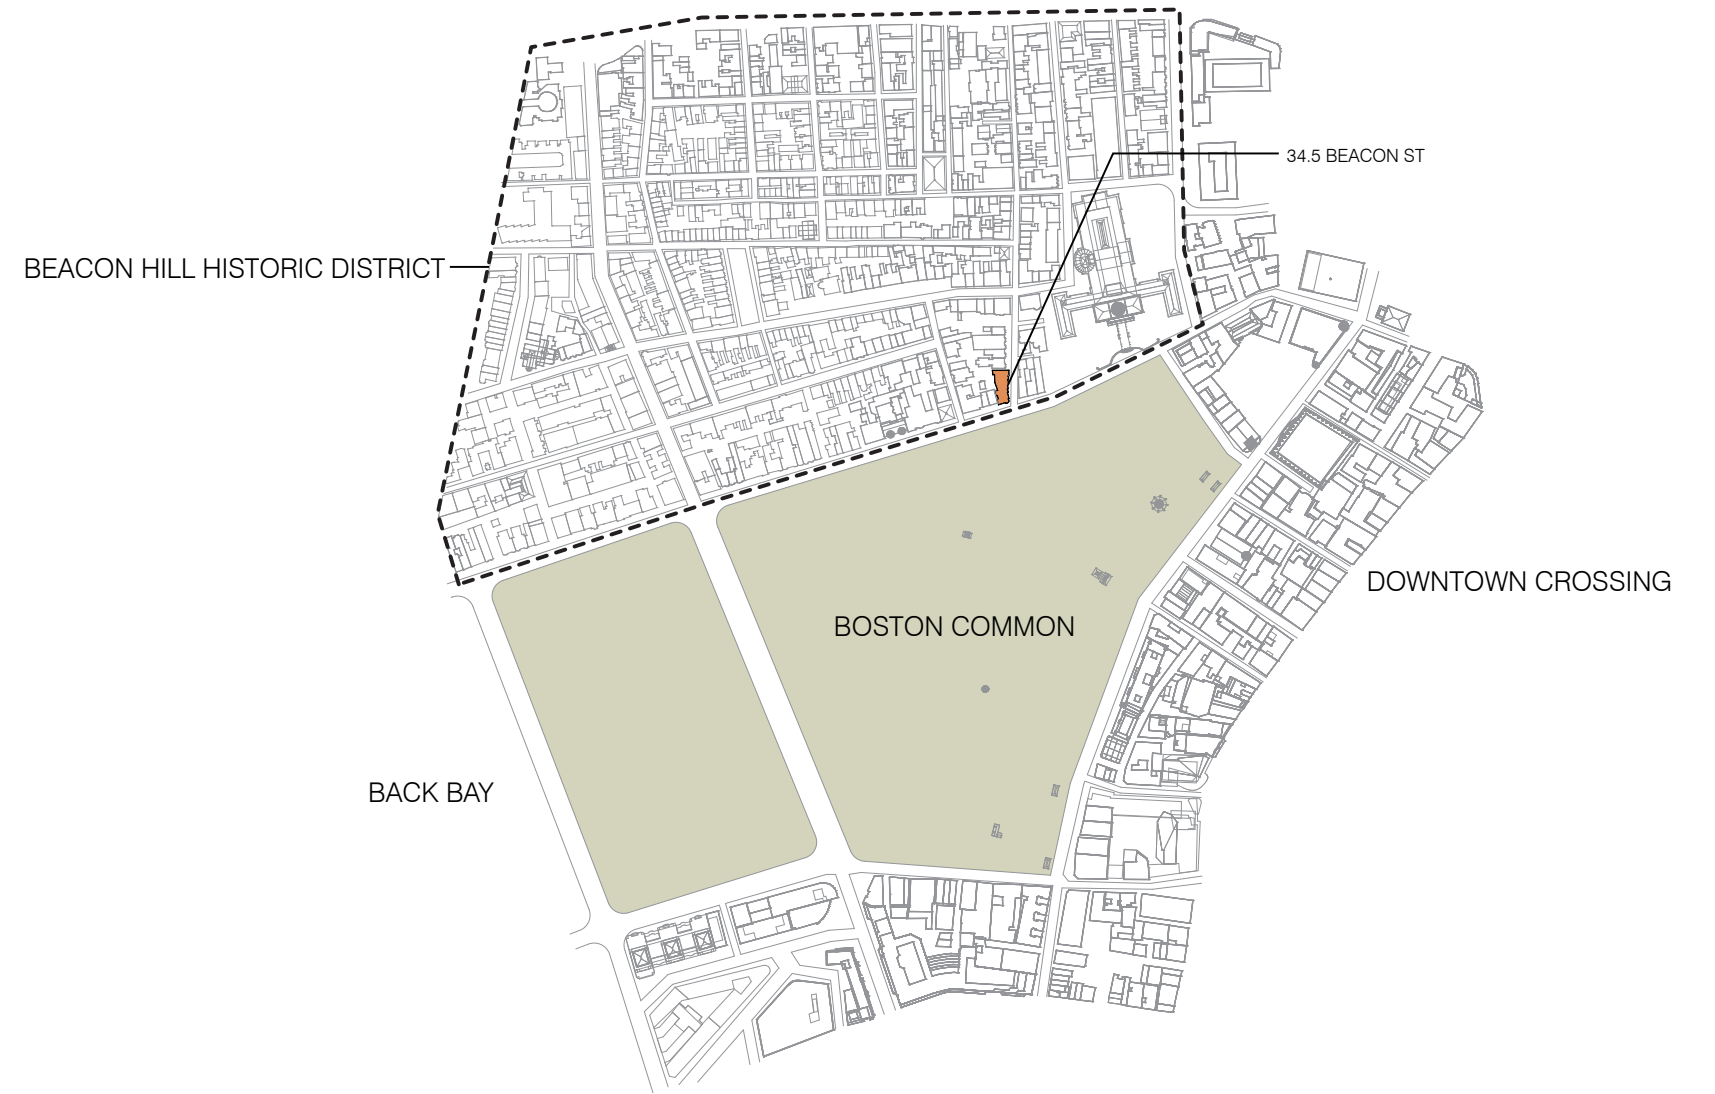 34.5 BEACON ST
BEACON HILL HISTORIC DISTRICT
DOWNTOWN CROSSING
BOSTON COMMON
BACK BAY